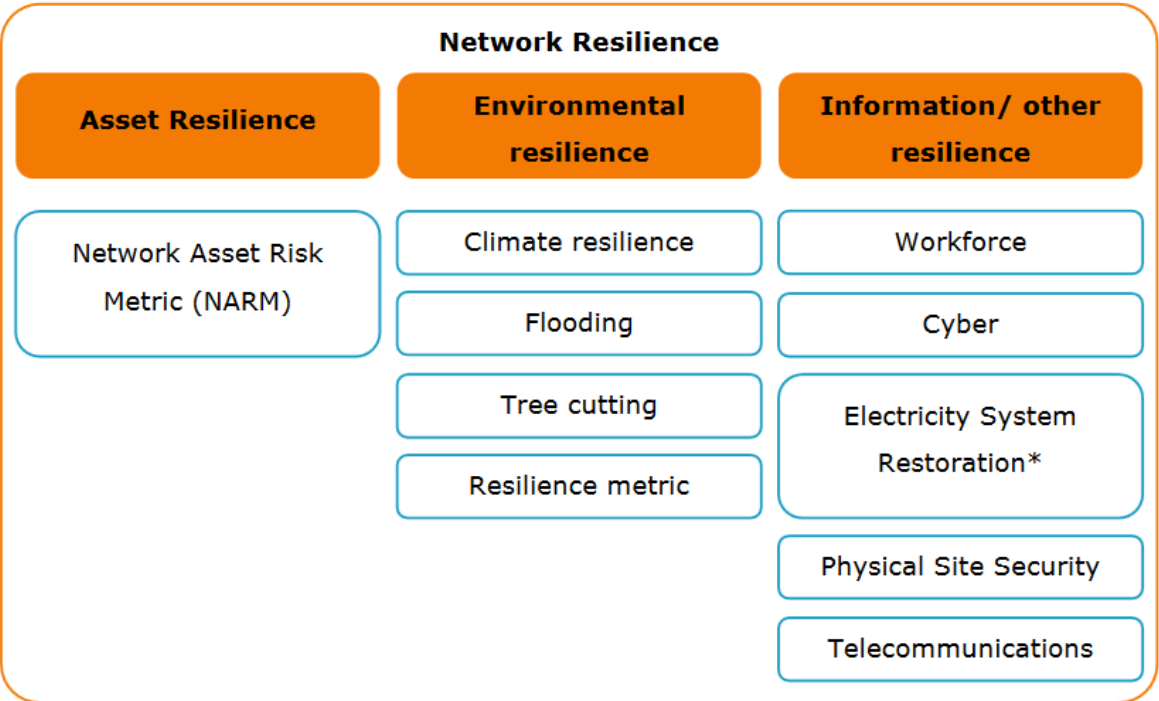 Network Resilience
Asset Resilience
Network Asset Risk
Metric (NARM)
Environmental
resilience
Climate resilience
Flooding
Tree cutting
Resilience metric
Information/ other
resilience
Workforce
Cyber
Electricity System
Restoration*
Physical Site Security
Telecommunications